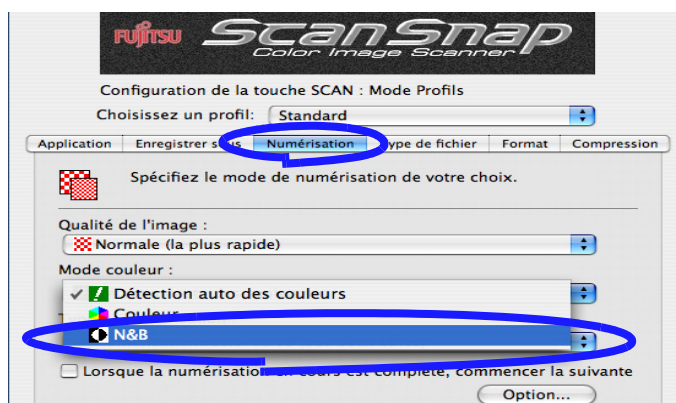 FUJITSU ScanSnap
Color Image Scanner
Configuration de la touche SCAN : Mode Profils
Choisissez un profil: Standard
Application Enregistrer Numérisation de fichier Format Compression
Spécifiez le mode de numérisation de votre choix.
Qualité de l'image :
Normale (la plus rapide)
Mode couleur :
Détection auto des couleurs
Couleur
N&B
Lorsque la numérisation en cours est complète, commencer la suivante
Option...